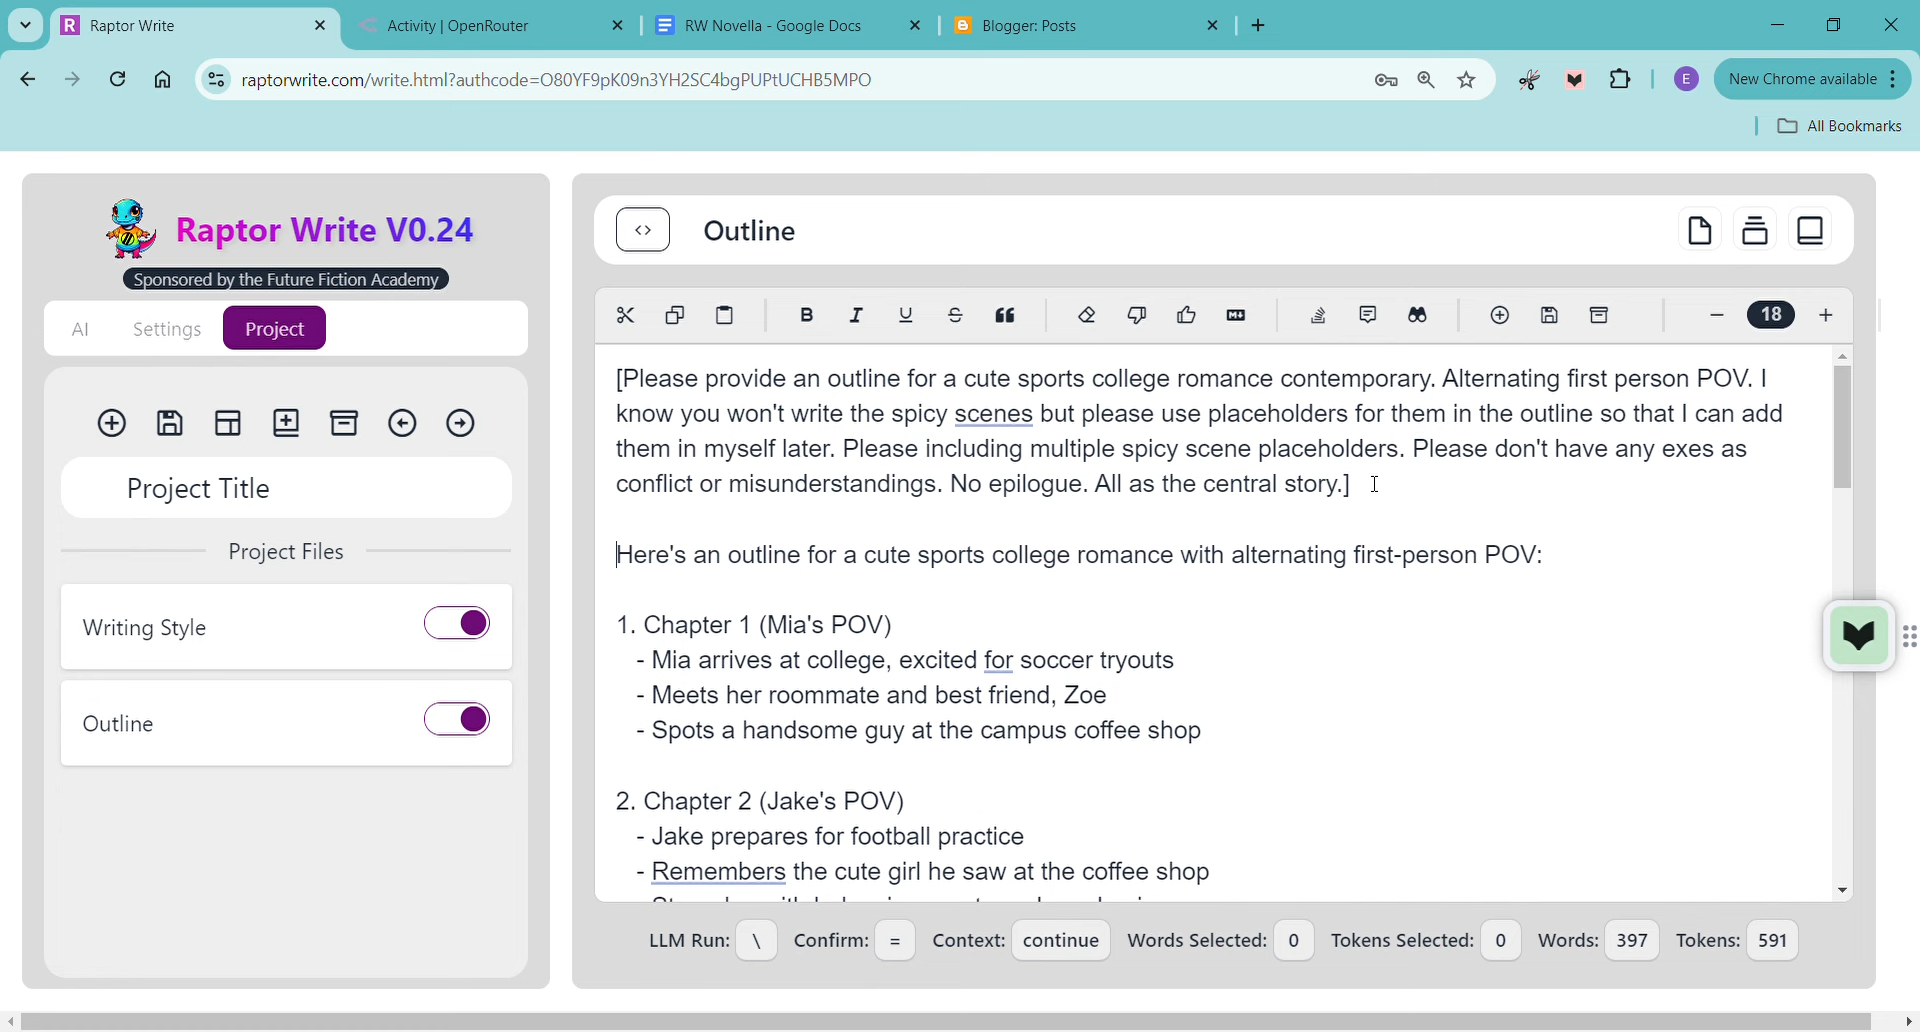 Raptor Write
Activity | OpenRouter
RW Novella - Google Docs
Blogger: Posts
raptorwrite.com/write.html?authcode=O80YF9pK09n3YH2SC4bgPUPtUCHB5MPO
E
New Chrome available
All Bookmarks
Raptor Write V0.24
Sponsored by the Future Fiction Academy
AI
Settings
Project
Project Title
Project Files
Writing Style
Outline
<>
Outline
B I U S
18
[Please provide an outline for a cute sports college romance contemporary. Alternating first person POV. I
know you won't write the spicy scenes but please use placeholders for them in the outline so that I can add
them in myself later. Please including multiple spicy scene placeholders. Please don't have any exes as
conflict or misunderstandings. No epilogue. All as the central story.]
Here's an outline for a cute sports college romance with alternating first-person POV:
1. Chapter 1 (Mia's POV)
- Mia arrives at college, excited for soccer tryouts
- Meets her roommate and best friend, Zoe
- Spots a handsome guy at the campus coffee shop
2. Chapter 2 (Jake's POV)
- Jake prepares for football practice
- Remembers the cute girl he saw at the coffee shop
LLM Run: \ Confirm: = Context: continue Words Selected: 0 Tokens Selected: 0 Words: 397 Tokens: 591